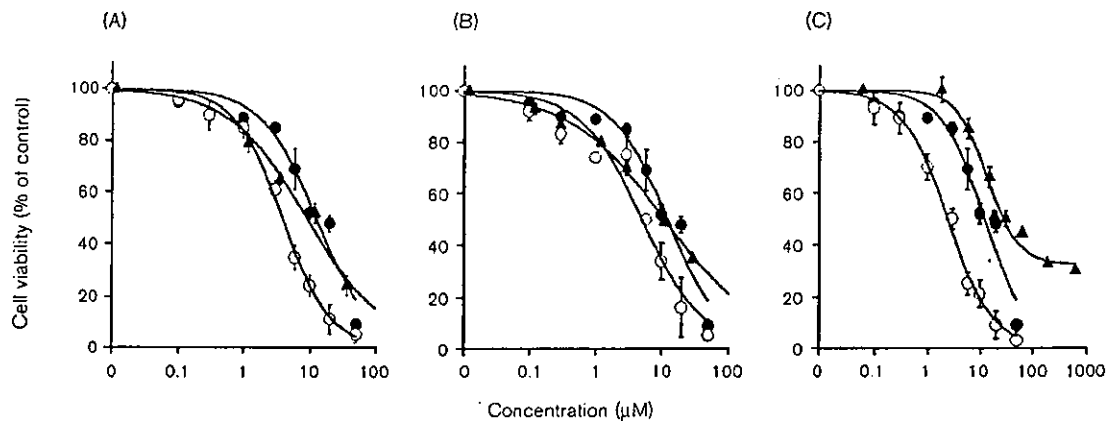 (A) (B) (C)
Cell viability (% of control)
100 100 100
80 80 80
60 60 60
40 40 40
20 20 20
0 0 0
0 0.1 1 10 100 0 0.1 1 10 100 0 0.1 1 10 100 1000
Concentration (μM)